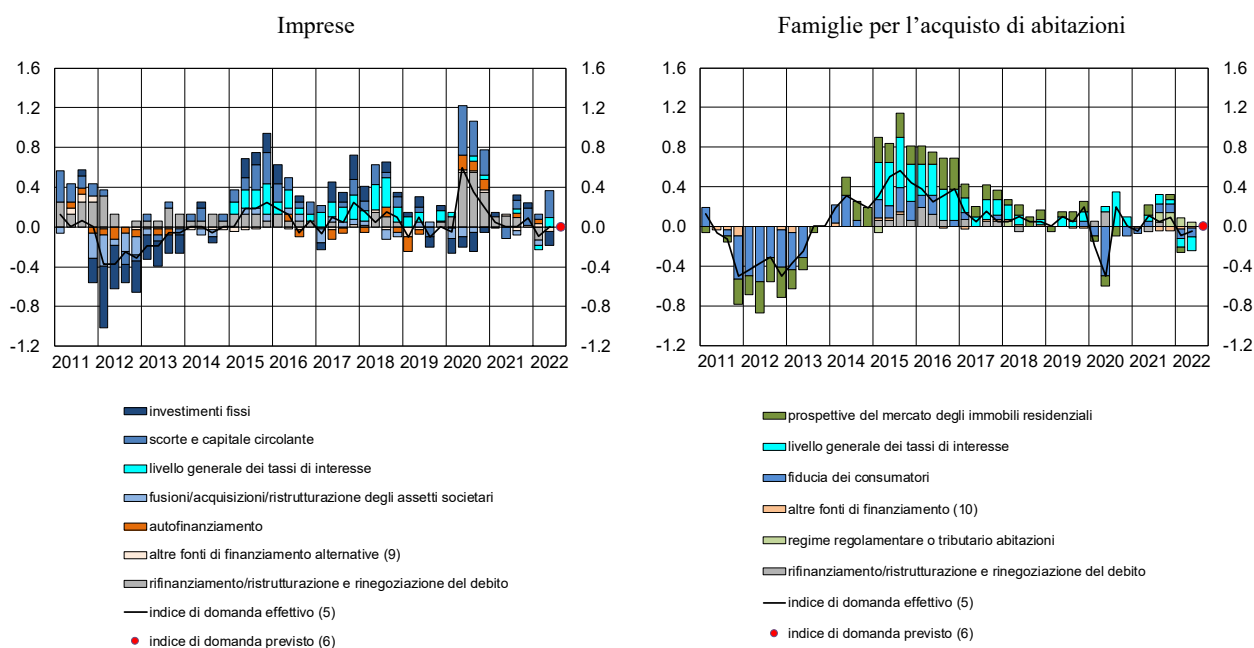 Imprese
1.6 1.6
1.2 1.2
0.8 0.8
0.4 0.4
0.0 0.0
-0.4 -0.4
-0.8 -0.8
-1.2 -1.2
2011 2012 2013 2014 2015 2016 2017 2018 2019 2020 2021 2022
investimenti fissi
scorte e capitale circolante
livello generale dei tassi di interesse
fusioni/acquisizioni/ristrutturazione degli assetti societari
autofinanziamento
altre fonti di finanziamento alternative (9)
rifinanziamento/ristrutturazione e rinegoziazione del debito
indice di domanda effettivo (5)
indice di domanda previsto (6)
Famiglie per l’acquisto di abitazioni
1.6 1.6
1.2 1.2
0.8 0.8
0.4 0.4
0.0 0.0
-0.4 -0.4
-0.8 -0.8
-1.2 -1.2
2011 2012 2013 2014 2015 2016 2017 2018 2019 2020 2021 2022
prospettive del mercato degli immobili residenziali
livello generale dei tassi di interesse
fiducia dei consumatori
altre fonti di finanziamento (10)
regime regolamentare o tributario abitazioni
rifinanziamento/ristrutturazione e rinegoziazione del debito
indice di domanda effettivo (5)
indice di domanda previsto (6)